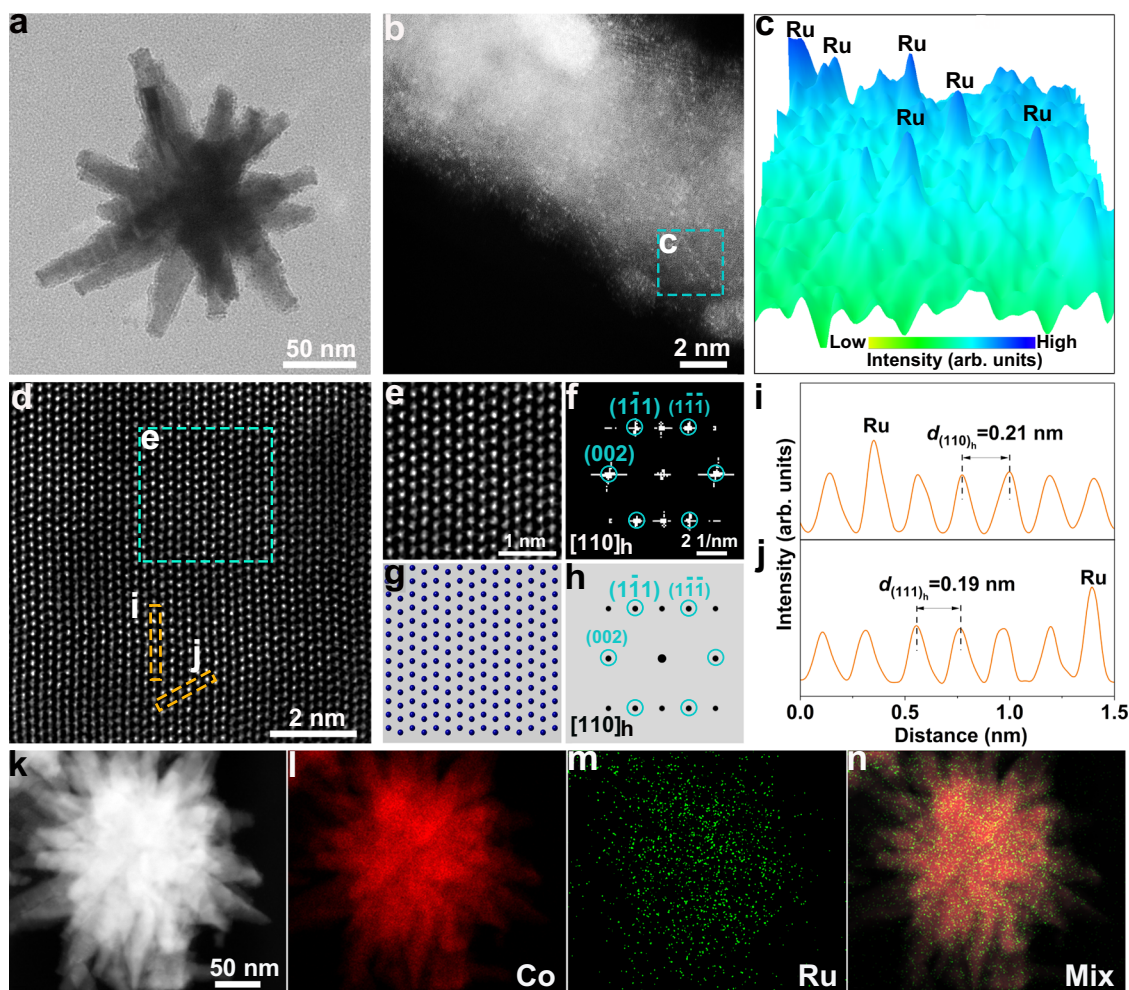 a
50 nm
b
c
2 nm
c
Ru
Ru
Ru
Ru
Ru
Ru
Low
High
Intensity (arb. units)
d
e
i
j
2 nm
e
1 nm
f
(11̅1) (11̅1̅)
(002)
[110]h
2 1/nm
g
h
(11̅1) (11̅1̅)
(002)
[110]h
i
Ru
d(110)h=0.21 nm
j
d(111)h=0.19 nm
Ru
Intensity (arb. units)
0.0 0.5 1.0 1.5
Distance (nm)
k
50 nm
l
Co
m
Ru
n
Mix